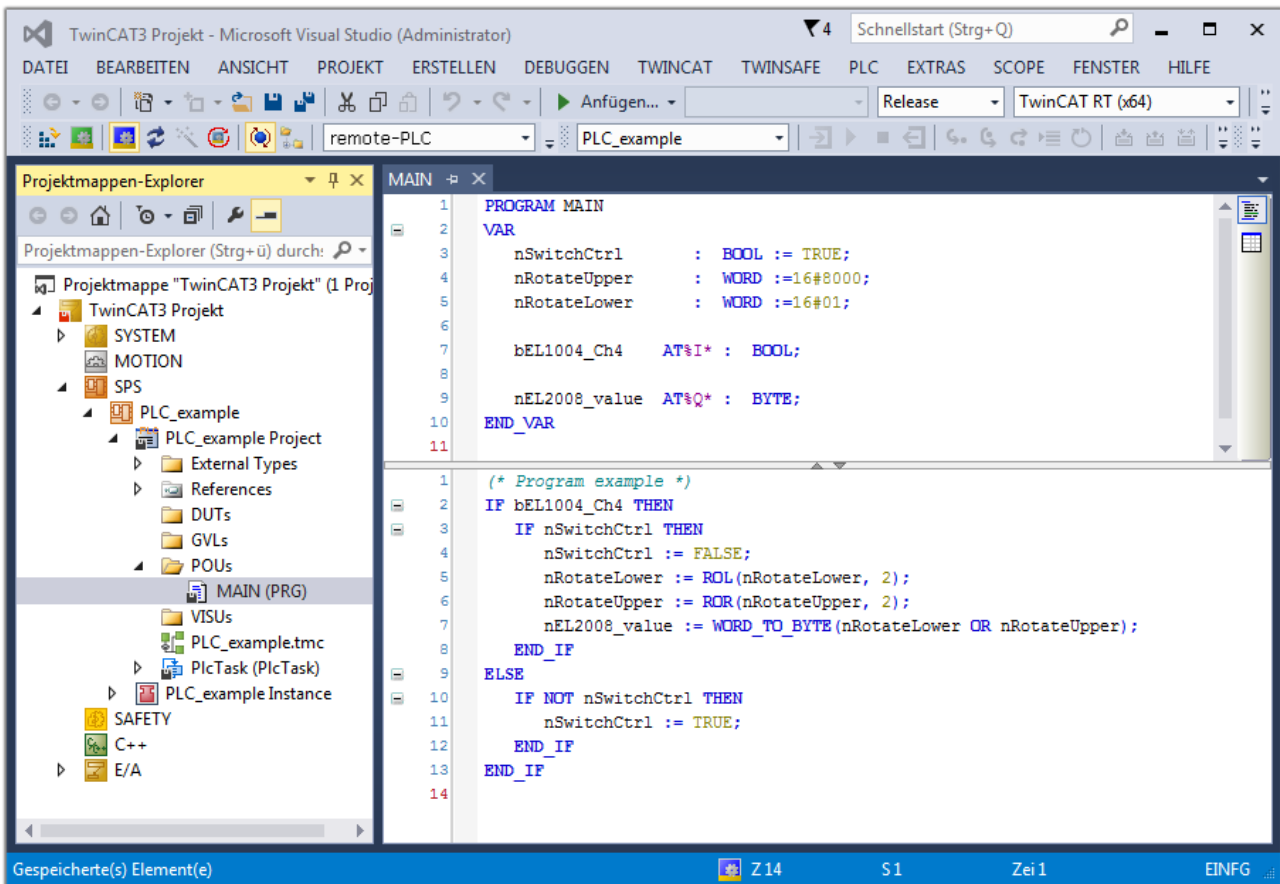 TwinCAT3 Projekt - Microsoft Visual Studio (Administrator) 4 Schnellstart (Strg+Q)
DATEI BEARBEITEN ANSICHT PROJEKT ERSTELLEN DEBUGGEN TWINCAT TWINSAFE PLC EXTRAS SCOPE FENSTER HILFE
Anfügen... Release TwinCAT RT (x64)
remote-PLC PLC_example
Projektmappen-Explorer
Projektmappen-Explorer (Strg+ü) durch:
Projektmappe "TwinCAT3 Projekt" (1 Proj
TwinCAT3 Projekt
SYSTEM
MOTION
SPS
PLC_example
PLC_example Project
External Types
References
DUTs
GVLs
POUs
MAIN (PRG)
VISUs
PLC_example.tmc
PlcTask (PlcTask)
PLC_example Instance
SAFETY
C++
E/A
MAIN
1 PROGRAM MAIN
2 VAR
3 nSwitchCtrl : BOOL := TRUE;
4 nRotateUpper : WORD :=16#8000;
5 nRotateLower : WORD :=16#01;
6
7 bEL1004_Ch4 AT%I* : BOOL;
8
9 nEL2008_value AT%Q* : BYTE;
10 END_VAR
11
1 (* Program example *)
2 IF bEL1004_Ch4 THEN
3 IF nSwitchCtrl THEN
4 nSwitchCtrl := FALSE;
5 nRotateLower := ROL(nRotateLower, 2);
6 nRotateUpper := ROR(nRotateUpper, 2);
7 nEL2008_value := WORD_TO_BYTE(nRotateLower OR nRotateUpper);
8 END_IF
9 ELSE
10 IF NOT nSwitchCtrl THEN
11 nSwitchCtrl := TRUE;
12 END_IF
13 END_IF
14
Gespeicherte(s) Element(e) Z 14 S 1 Zei 1 EINFG